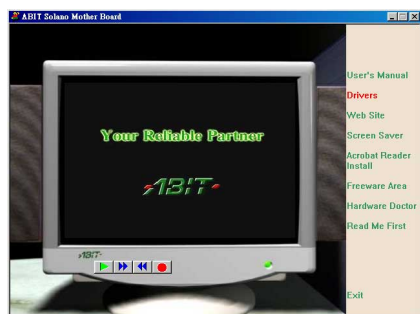 ABIT Solano Mother Board
Your Reliable Partner
ABIT
ABIT
User's Manual
Drivers
Web Site
Screen Saver
Acrobat Reader
Install
Freeware Area
Hardware Doctor
Read Me First
Exit